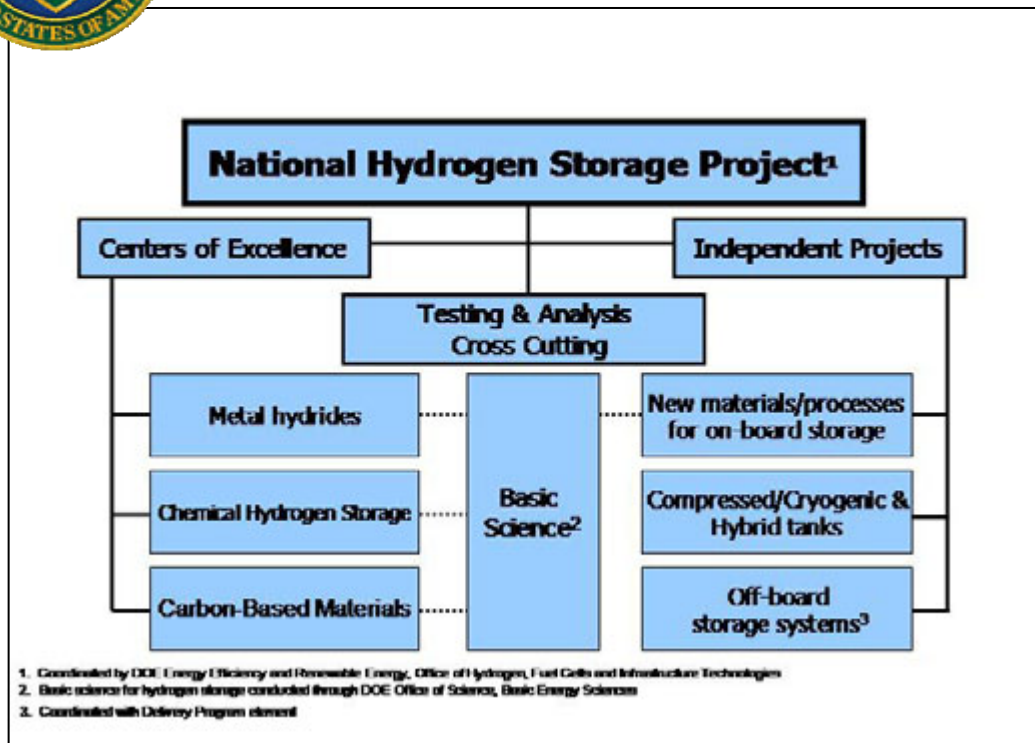 STATES OF AM
National Hydrogen Storage Project¹
Centers of Excellence
Independent Projects
Testing & Analysis
Cross Cutting
Metal hydrides
Chemical Hydrogen Storage
Carbon-Based Materials
Basic
Science²
New materials/processes
for on-board storage
Compressed/Cryogenic &
Hybrid tanks
Off-board
storage systems³
1. Coordinated by DOE Energy Efficiency and Renewable Energy, Office of Hydrogen, Fuel Cells and Infrastructure Technologies
2. Basic science for hydrogen storage conducted through DOE Office of Science, Basic Energy Sciences
3. Coordinated with Delivery Program element